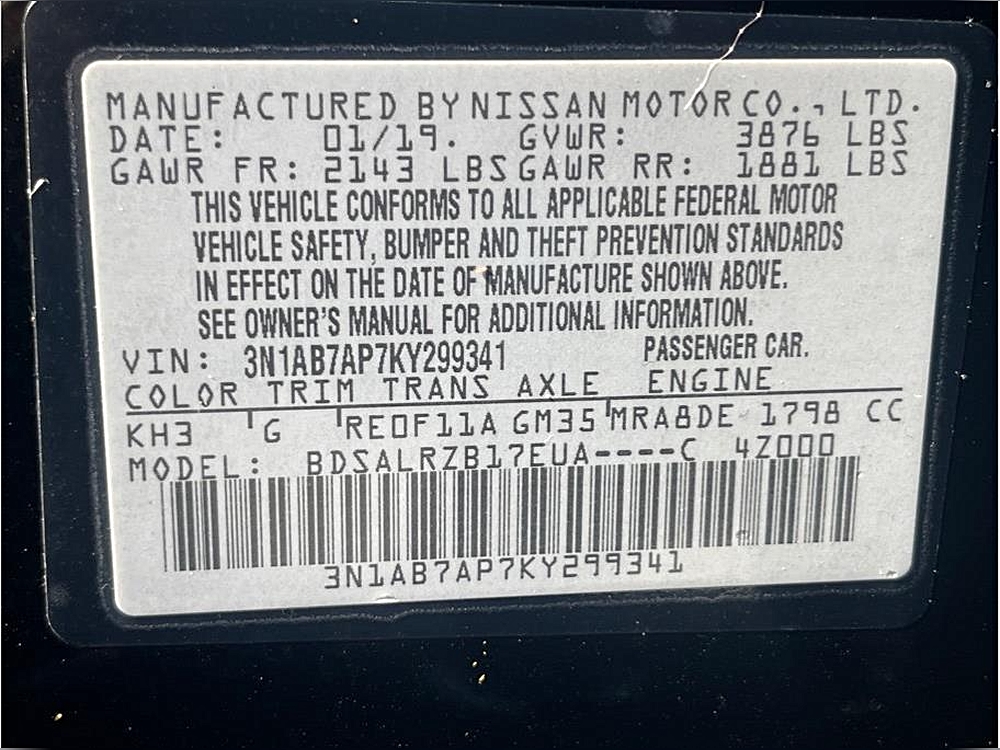 MANUFACTURED BY NISSAN MOTOR CO., LTD.
DATE: 01/19. GVWR: 3876 LBS
GAWR FR: 2143 LBS GAWR RR: 1881 LBS
THIS VEHICLE CONFORMS TO ALL APPLICABLE FEDERAL MOTOR
VEHICLE SAFETY, BUMPER AND THEFT PREVENTION STANDARDS
IN EFFECT ON THE DATE OF MANUFACTURE SHOWN ABOVE.
SEE OWNER'S MANUAL FOR ADDITIONAL INFORMATION.
VIN: 3N1AB7AP7KY299341 PASSENGER CAR.
COLOR TRIM TRANS AXLE ENGINE
KH3 G RE0F11A GM35 MRA8DE 1798 CC
MODEL: BDSALRZB17EUA----C 4Z000
3N1AB7AP7KY299341